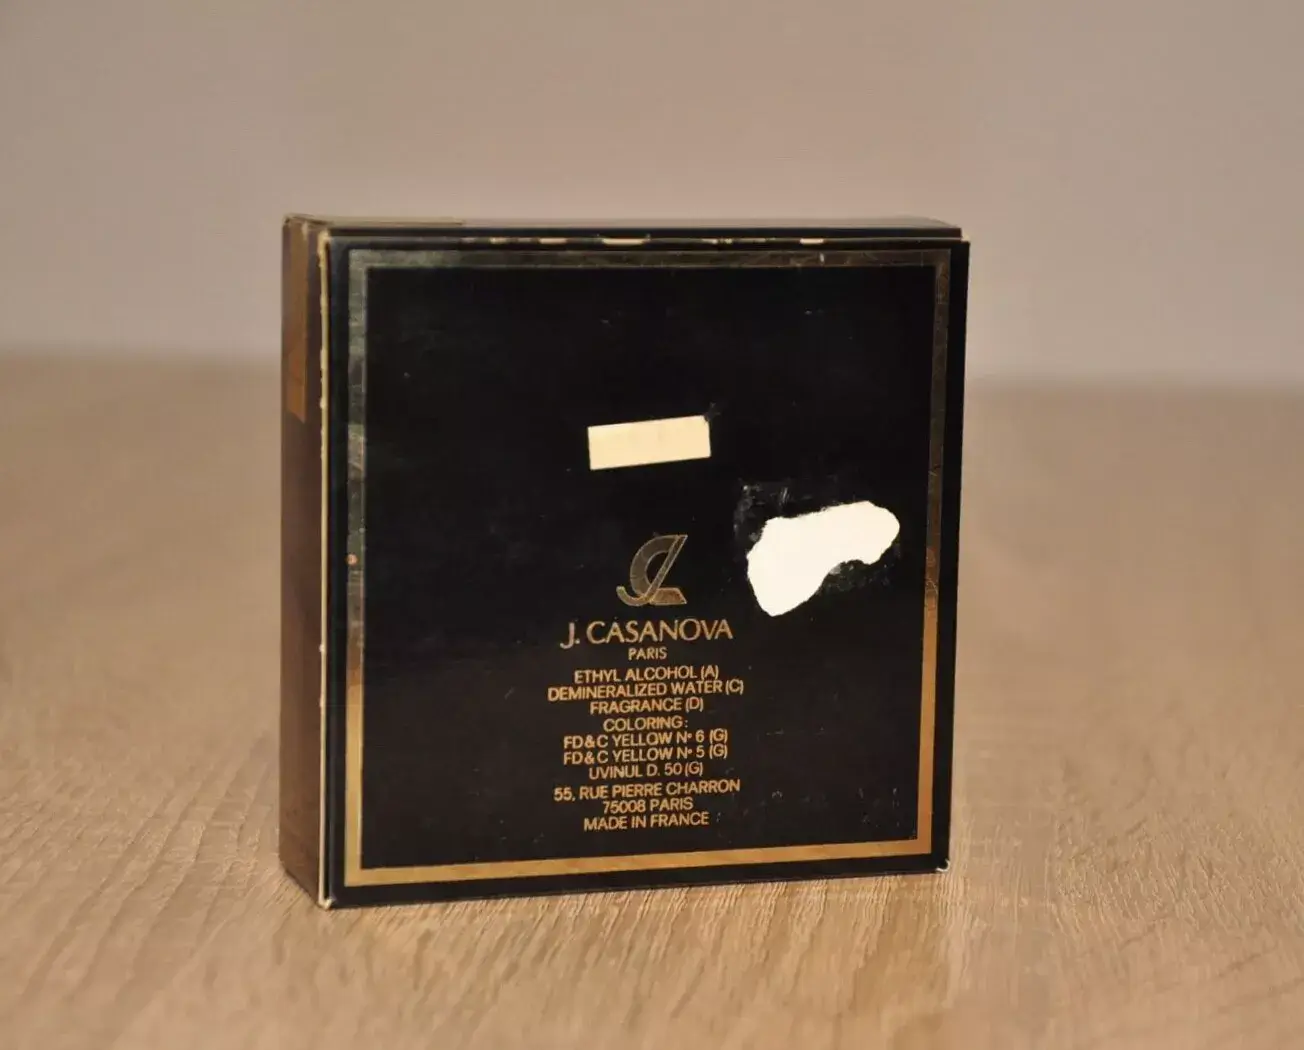 JC
J. CASANOVA
PARIS
ETHYL ALCOHOL (A)
DEMINERALIZED WATER (C)
FRAGRANCE (D)
COLORING:
FD&C YELLOW N° 6 (G)
FD&C YELLOW N° 5 (G)
UVINUL D. 50 (G)
55, RUE PIERRE CHARRON
75008 PARIS
MADE IN FRANCE